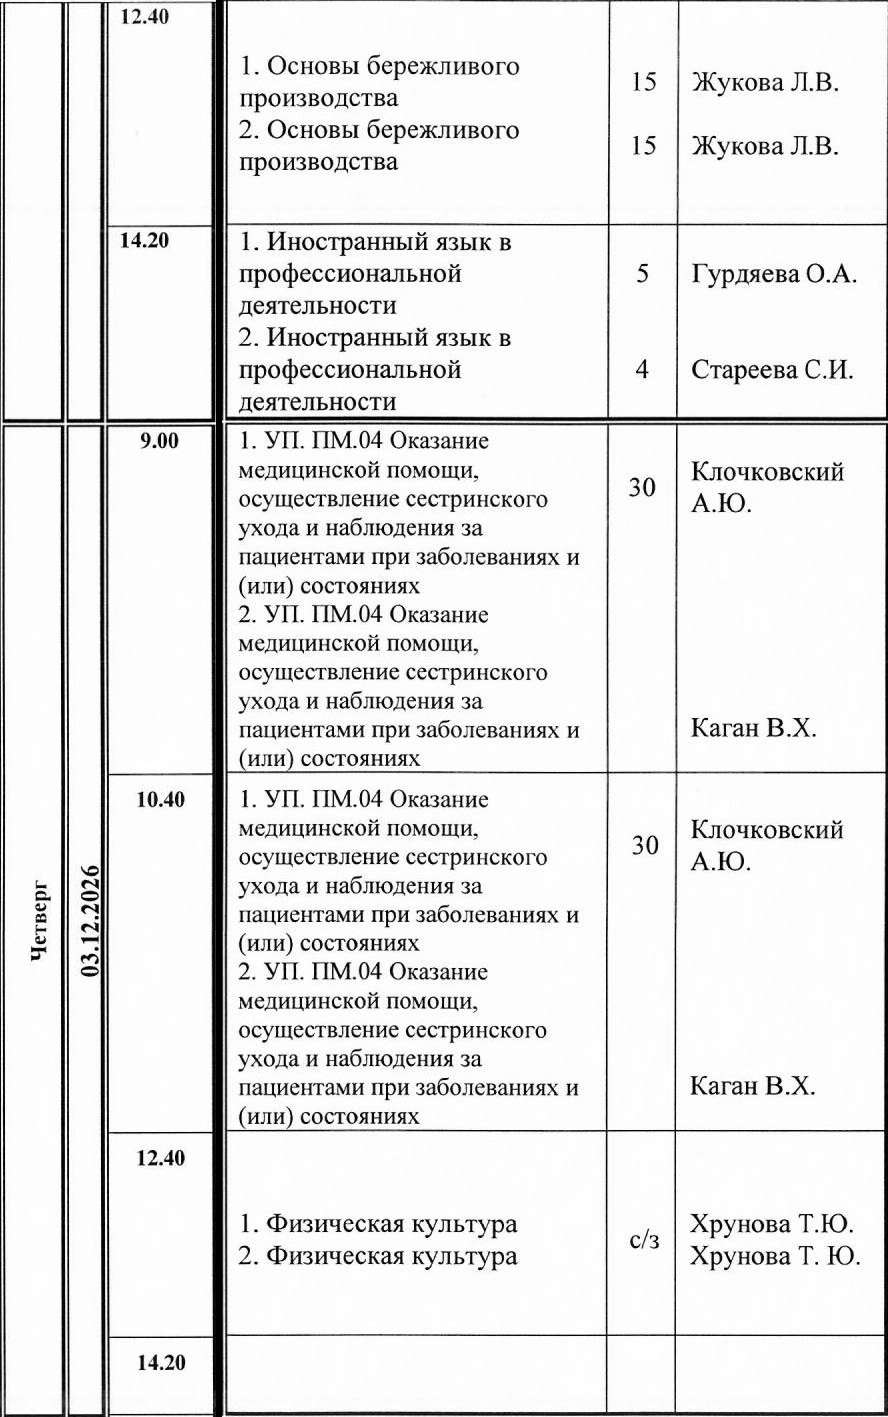 12.40
1. Основы бережливого
производства
15
Жукова Л.В.
2. Основы бережливого
производства
15
Жукова Л.В.
14.20
1. Иностранный язык в
профессиональной
деятельности
5
Гурдяева О.А.
2. Иностранный язык в
профессиональной
деятельности
4
Стареева С.И.
Четверг
03.12.2026
9.00
1. УП. ПМ.04 Оказание
медицинской помощи,
осуществление сестринского
ухода и наблюдения за
пациентами при заболеваниях и
(или) состояниях
30
Клочковский
А.Ю.
2. УП. ПМ.04 Оказание
медицинской помощи,
осуществление сестринского
ухода и наблюдения за
пациентами при заболеваниях и
(или) состояниях
Каган В.Х.
10.40
1. УП. ПМ.04 Оказание
медицинской помощи,
осуществление сестринского
ухода и наблюдения за
пациентами при заболеваниях и
(или) состояниях
30
Клочковский
А.Ю.
2. УП. ПМ.04 Оказание
медицинской помощи,
осуществление сестринского
ухода и наблюдения за
пациентами при заболеваниях и
(или) состояниях
Каган В.Х.
12.40
1. Физическая культура
2. Физическая культура
с/з
Хрунова Т.Ю.
Хрунова Т. Ю.
14.20